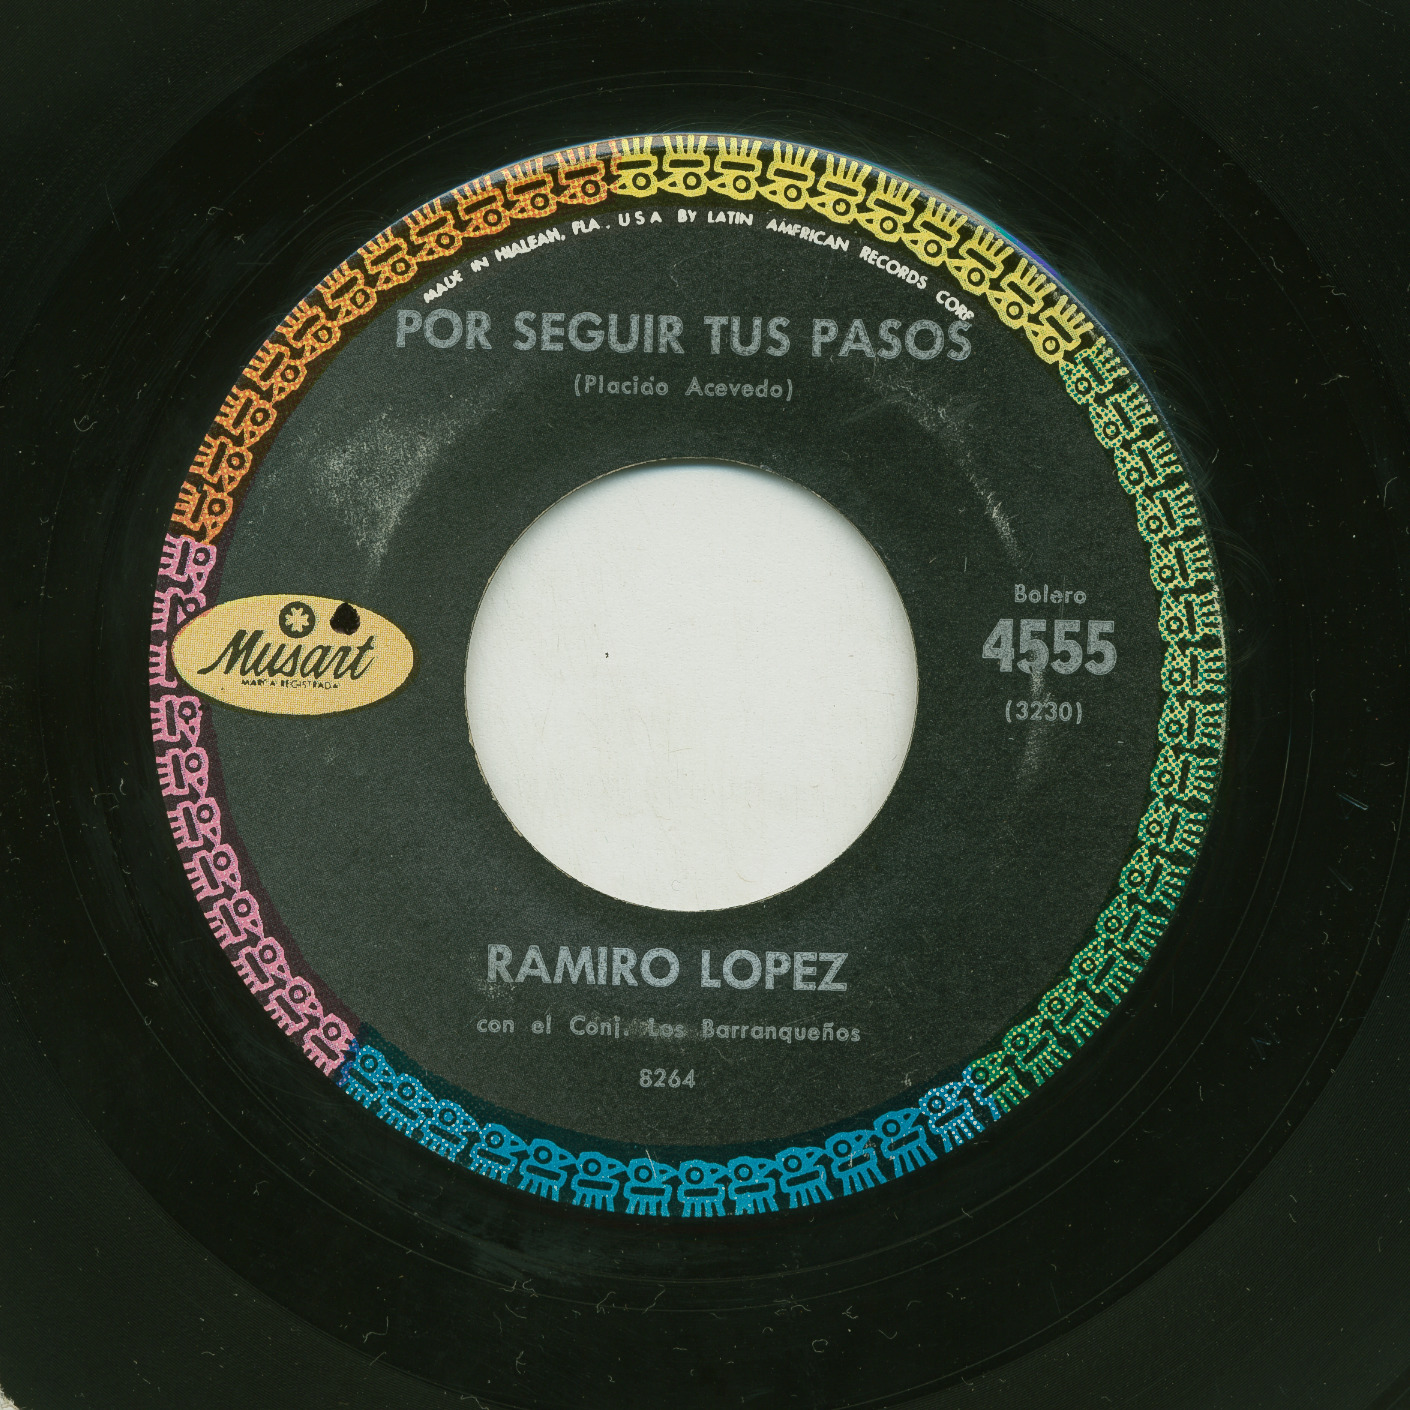 MADE IN HIALEAH, FLA. USA BY LATIN AMERICAN RECORDS CORP
POR SEGUIR TUS PASOS
(Placido Acevedo)
Musart
MARCA REGISTRADA
Bolero
4555
(3230)
RAMIRO LOPEZ
con el Conj. Los Barranqueños
8264